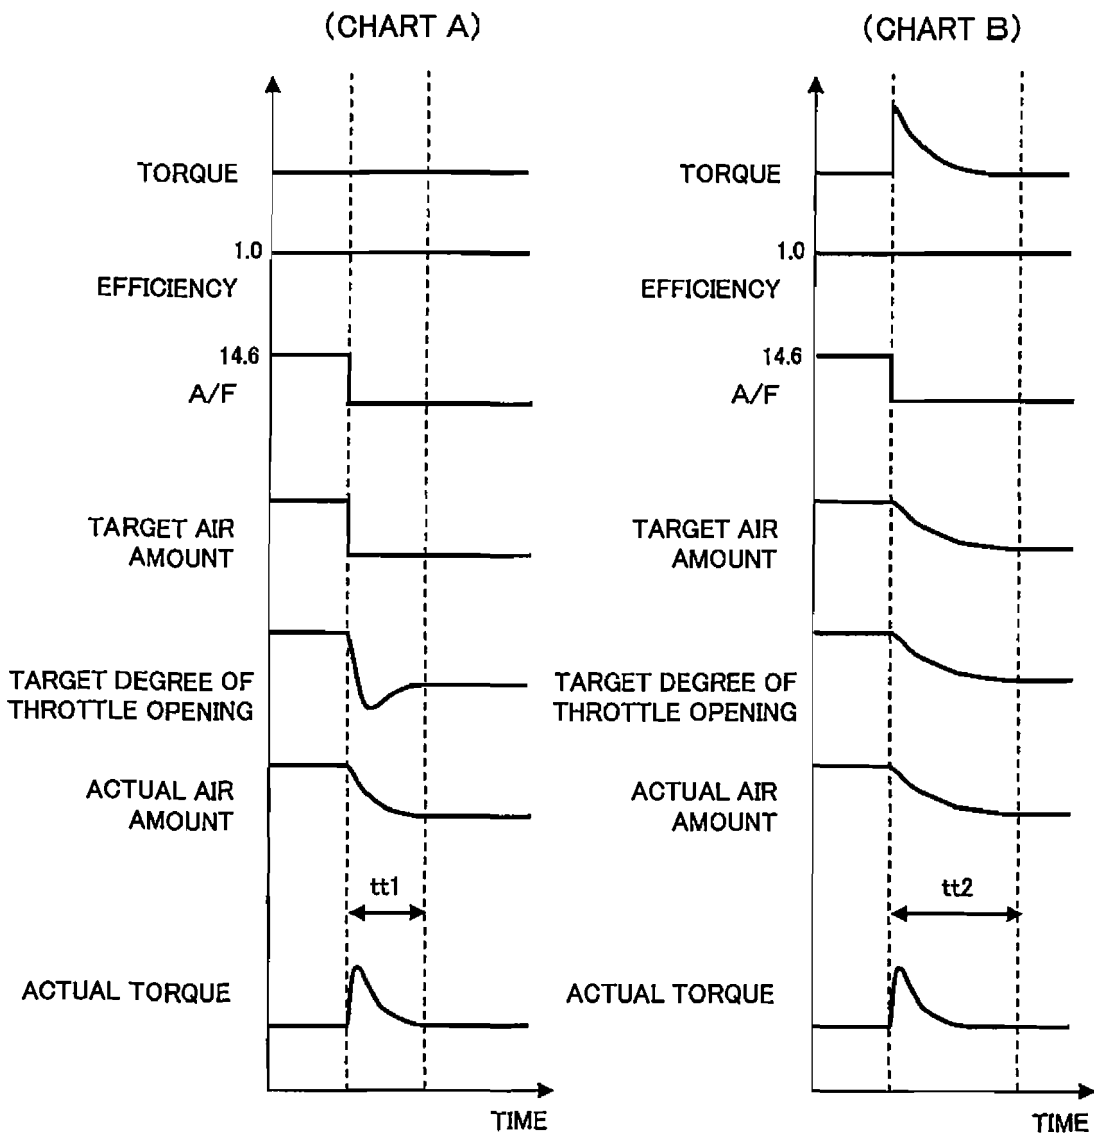 (CHART A)
TORQUE
1.0
EFFICIENCY
14.6
A/F
TARGET AIR
AMOUNT
TARGET DEGREE OF
THROTTLE OPENING
ACTUAL AIR
AMOUNT
tt1
ACTUAL TORQUE
TIME
(CHART B)
TORQUE
1.0
EFFICIENCY
14.6
A/F
TARGET AIR
AMOUNT
TARGET DEGREE OF
THROTTLE OPENING
ACTUAL AIR
AMOUNT
tt2
ACTUAL TORQUE
TIME